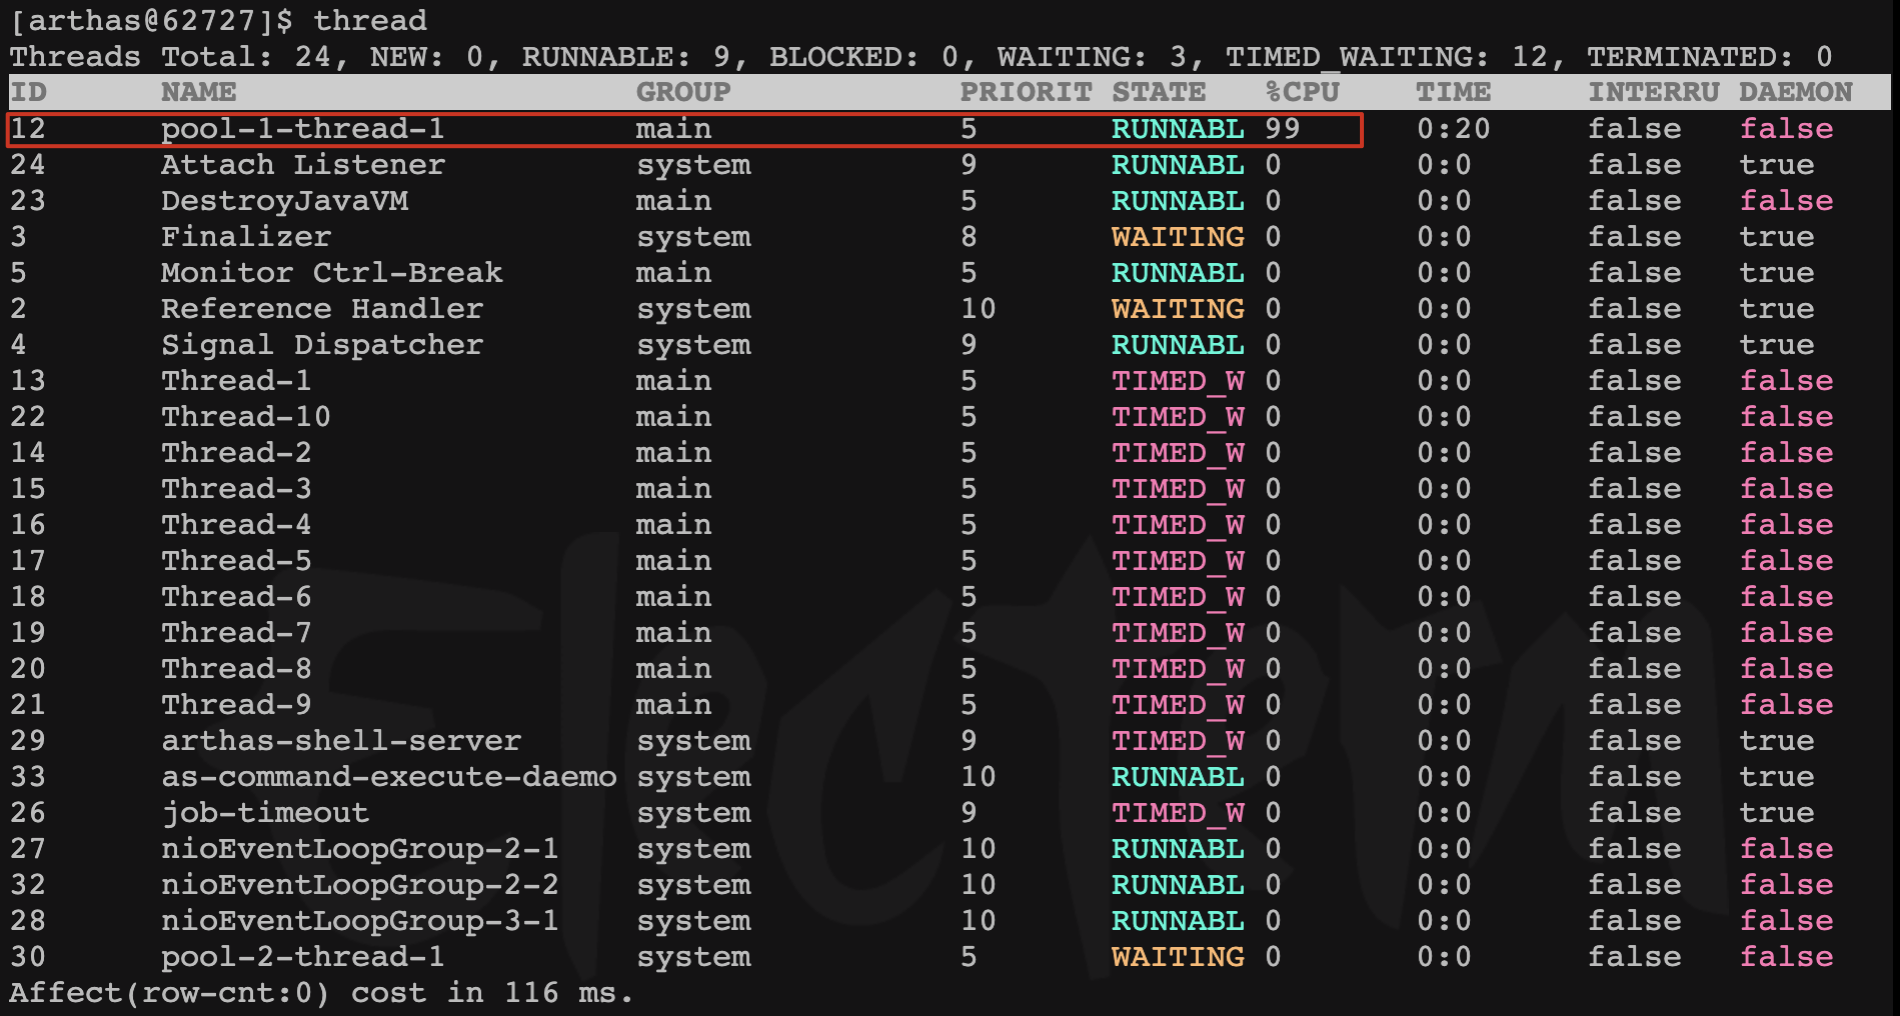 [arthas@62727]$ thread
Threads Total: 24, NEW: 0, RUNNABLE: 9, BLOCKED: 0, WAITING: 3, TIMED_WAITING: 12, TERMINATED: 0
ID NAME GROUP PRIORIT STATE %CPU TIME INTERRU DAEMON
12 pool-1-thread-1 main 5 RUNNABL 99 0:20 false false
24 Attach Listener system 9 RUNNABL 0 0:0 false true
23 DestroyJavaVM main 5 RUNNABL 0 0:0 false false
3 Finalizer system 8 WAITING 0 0:0 false true
5 Monitor Ctrl-Break main 5 RUNNABL 0 0:0 false true
2 Reference Handler system 10 WAITING 0 0:0 false true
4 Signal Dispatcher system 9 RUNNABL 0 0:0 false true
13 Thread-1 main 5 TIMED_W 0 0:0 false false
22 Thread-10 main 5 TIMED_W 0 0:0 false false
14 Thread-2 main 5 TIMED_W 0 0:0 false false
15 Thread-3 main 5 TIMED_W 0 0:0 false false
16 Thread-4 main 5 TIMED_W 0 0:0 false false
17 Thread-5 main 5 TIMED_W 0 0:0 false false
18 Thread-6 main 5 TIMED_W 0 0:0 false false
19 Thread-7 main 5 TIMED_W 0 0:0 false false
20 Thread-8 main 5 TIMED_W 0 0:0 false false
21 Thread-9 main 5 TIMED_W 0 0:0 false false
29 arthas-shell-server system 9 TIMED_W 0 0:0 false true
33 as-command-execute-daemo system 10 RUNNABL 0 0:0 false true
26 job-timeout system 9 TIMED_W 0 0:0 false true
27 nioEventLoopGroup-2-1 system 10 RUNNABL 0 0:0 false false
32 nioEventLoopGroup-2-2 system 10 RUNNABL 0 0:0 false false
28 nioEventLoopGroup-3-1 system 10 RUNNABL 0 0:0 false false
30 pool-2-thread-1 system 5 WAITING 0 0:0 false false
Affect(row-cnt:0) cost in 116 ms.
Electerm